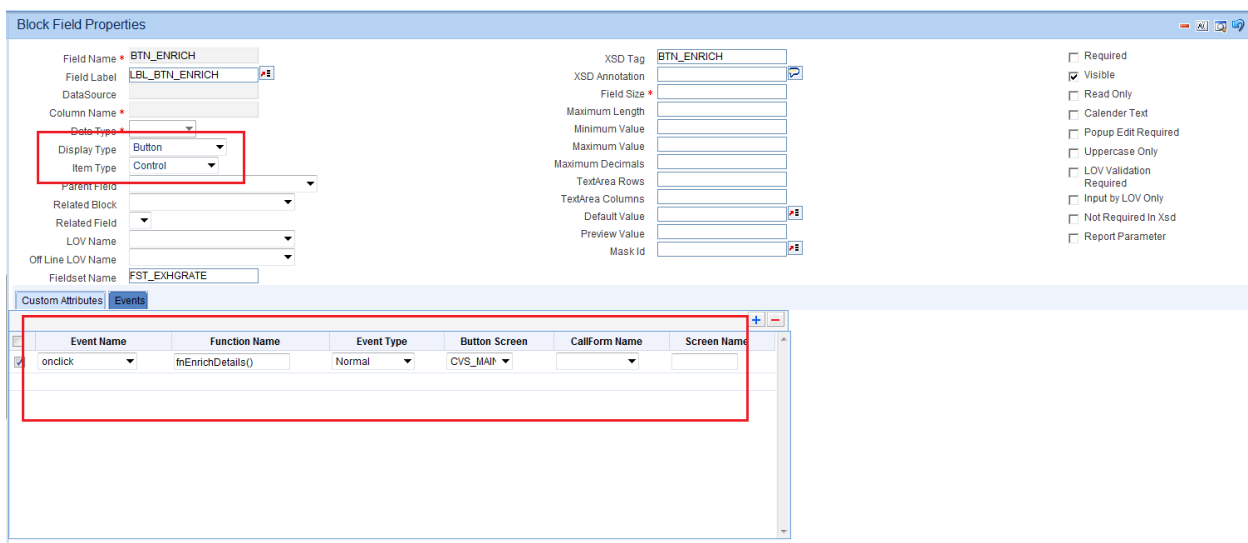 Block Field Properties
Field Name * BTN_ENRICH
Field Label LBL_BTN_ENRICH
DataSource
Column Name *
Data Type *
Display Type Button
Item Type Control
Parent Field
Related Block
Related Field
LOV Name
Off Line LOV Name
Fieldset Name FST_EXHGRATE
XSD Tag BTN_ENRICH
XSD Annotation
Field Size *
Maximum Length
Minimum Value
Maximum Value
Maximum Decimals
TextArea Rows
TextArea Columns
Default Value
Preview Value
Mask Id
Required
Visible
Read Only
Calender Text
Popup Edit Required
Uppercase Only
LOV Validation
Required
Input by LOV Only
Not Required In Xsd
Report Parameter
Custom Attributes Events
Event Name Function Name Event Type Button Screen CallForm Name Screen Name
onclick fnEnrichDetails() Normal CVS_MAIN